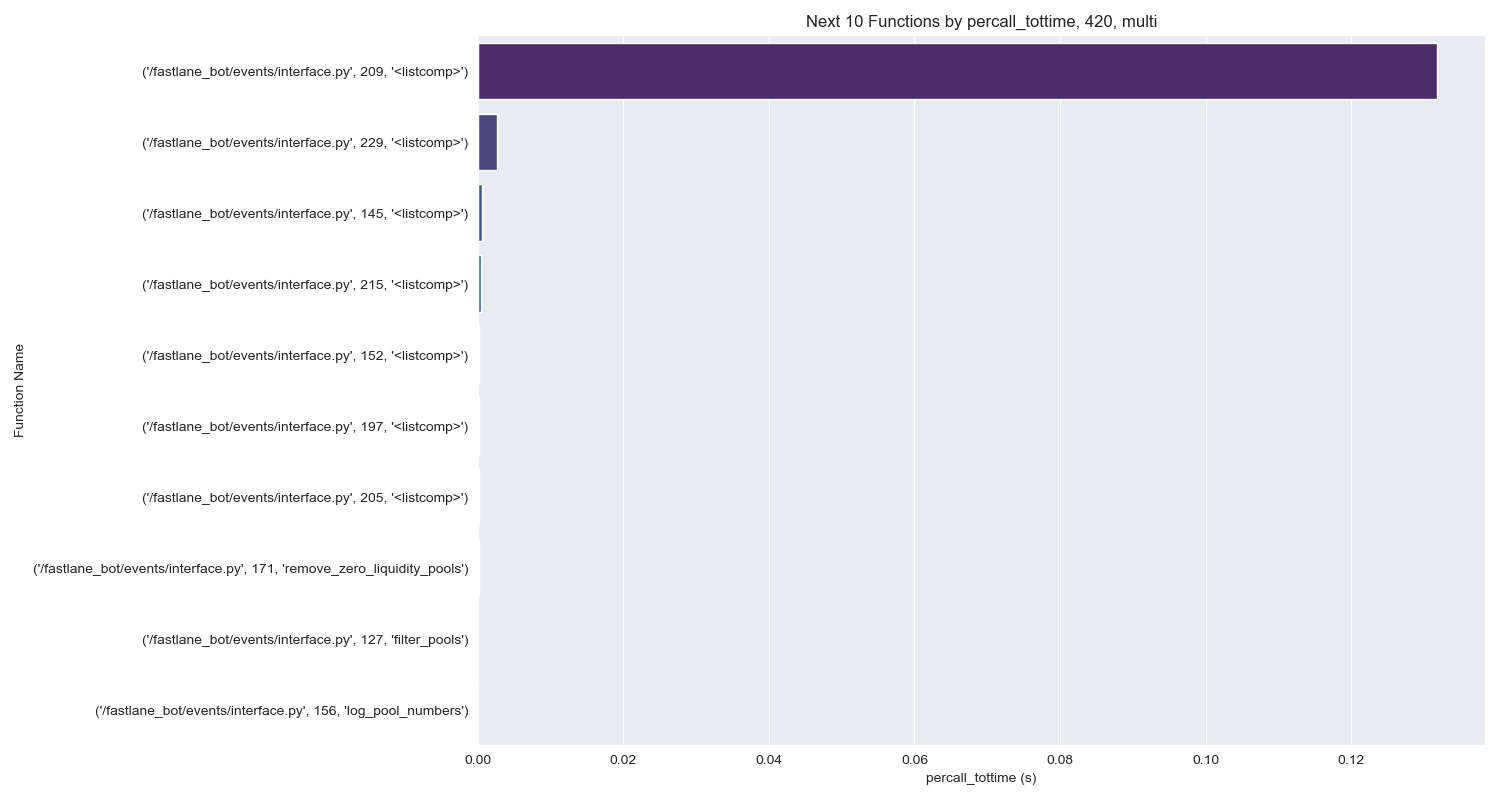 Next 10 Functions by percall_tottime, 420, multi
('/fastlane_bot/events/interface.py', 209, '<listcomp>')
('/fastlane_bot/events/interface.py', 229, '<listcomp>')
('/fastlane_bot/events/interface.py', 145, '<listcomp>')
('/fastlane_bot/events/interface.py', 215, '<listcomp>')
('/fastlane_bot/events/interface.py', 152, '<listcomp>')
('/fastlane_bot/events/interface.py', 197, '<listcomp>')
('/fastlane_bot/events/interface.py', 205, '<listcomp>')
('/fastlane_bot/events/interface.py', 171, 'remove_zero_liquidity_pools')
('/fastlane_bot/events/interface.py', 127, 'filter_pools')
('/fastlane_bot/events/interface.py', 156, 'log_pool_numbers')
Function Name
0.00 0.02 0.04 0.06 0.08 0.10 0.12
percall_tottime (s)